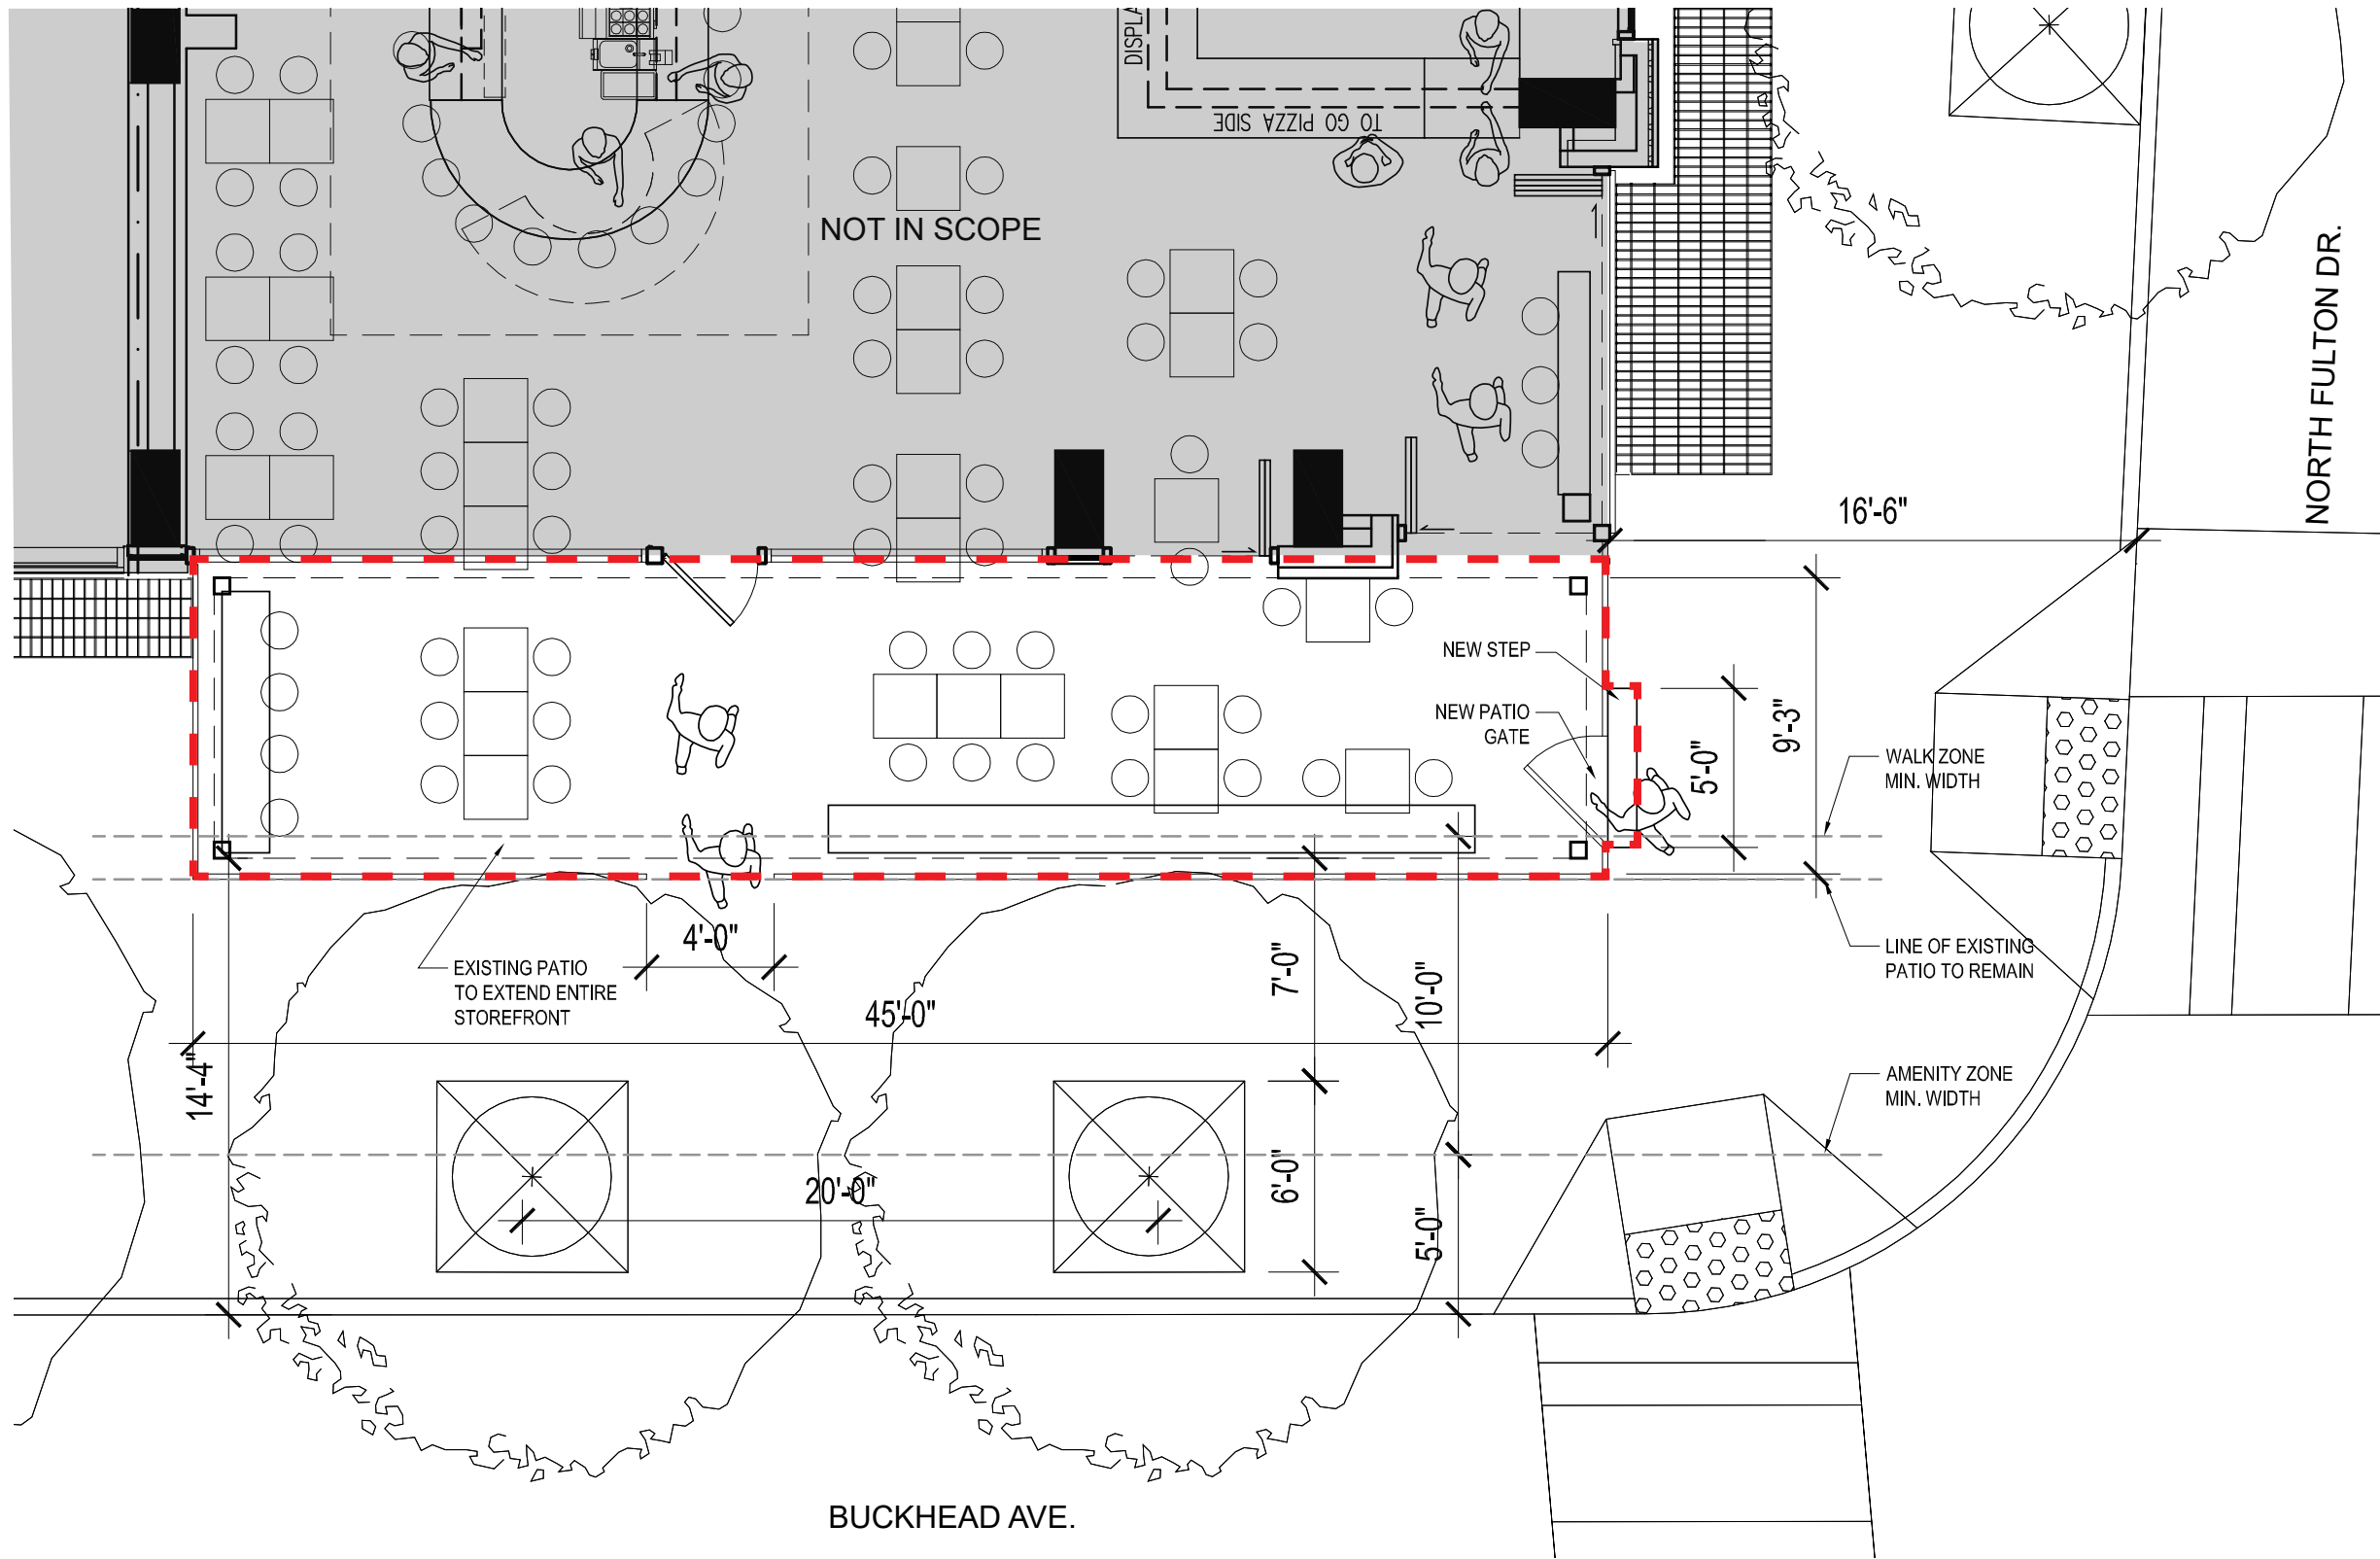 DISPLA
TO GO PIZZA SIDE
NOT IN SCOPE
NORTH FULTON DR.
16'-6"
NEW STEP
NEW PATIO
GATE
5'-0"
9'-3"
WALK ZONE
MIN. WIDTH
4'-0"
EXISTING PATIO
TO EXTEND ENTIRE
STOREFRONT
7'-0"
10'-0"
LINE OF EXISTING
PATIO TO REMAIN
45'-0"
14'-4"
AMENITY ZONE
MIN. WIDTH
20'-0"
6'-0"
5'-0"
BUCKHEAD AVE.